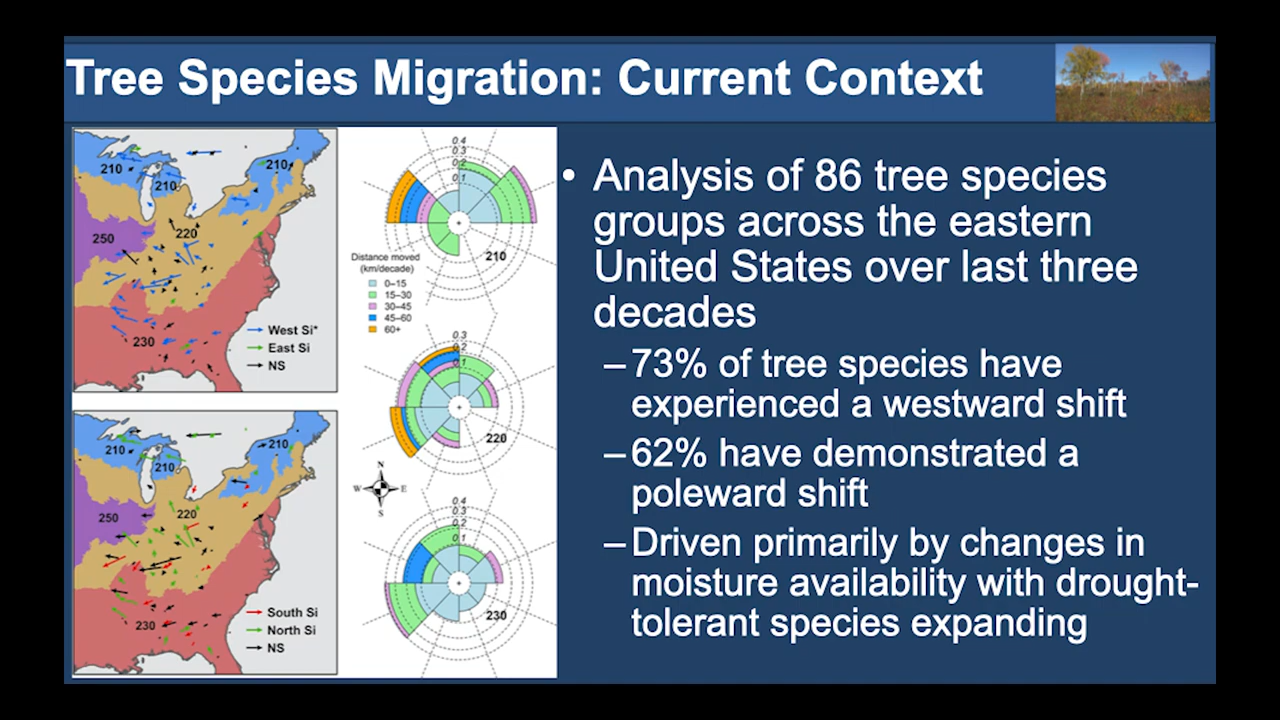 Tree Species Migration: Current Context
210
210
210
250
220
230
West Si*
East Si
NS
210
210
210
250
220
230
South Si
North Si
NS
0.4
0.3
0.2
0.1
210
Distance moved
(km/decade)
0–15
15–30
30–45
45–60
60+
0.3
0.2
0.1
220
N
W
E
S
0.4
0.3
0.2
0.1
230
• Analysis of 86 tree species
groups across the eastern
United States over last three
decades
–73% of tree species have
experienced a westward shift
–62% have demonstrated a
poleward shift
–Driven primarily by changes in
moisture availability with drought-
tolerant species expanding